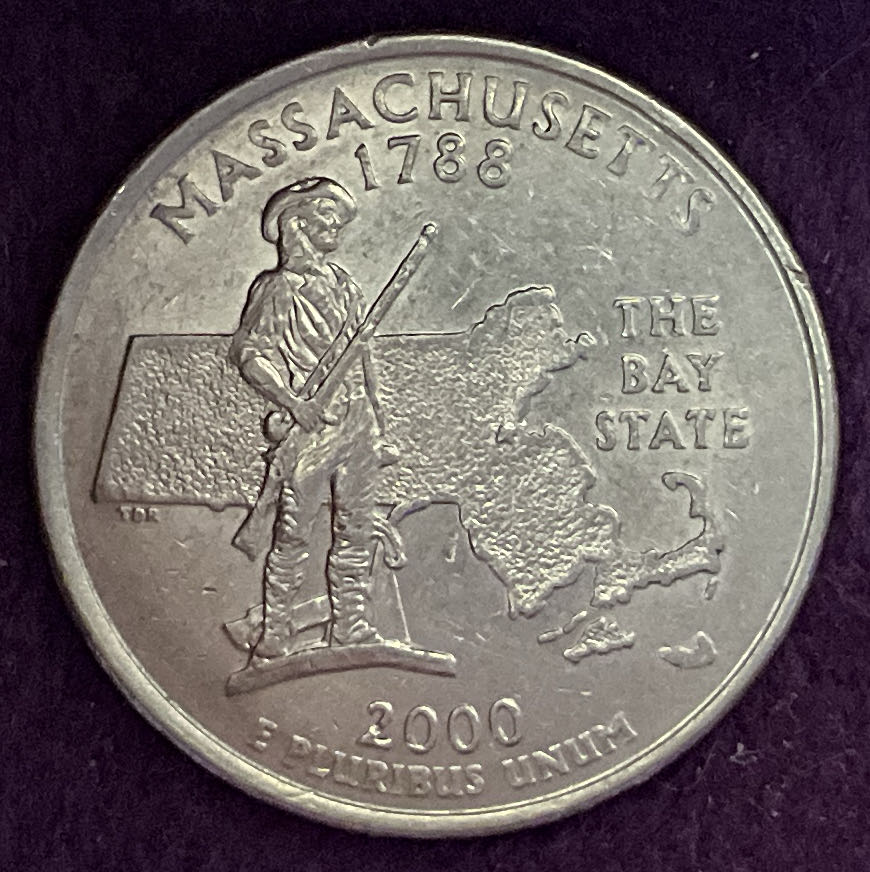 MASSACHUSETTS
1788
THE
BAY
STATE
TDR
2000
E PLURIBUS UNUM